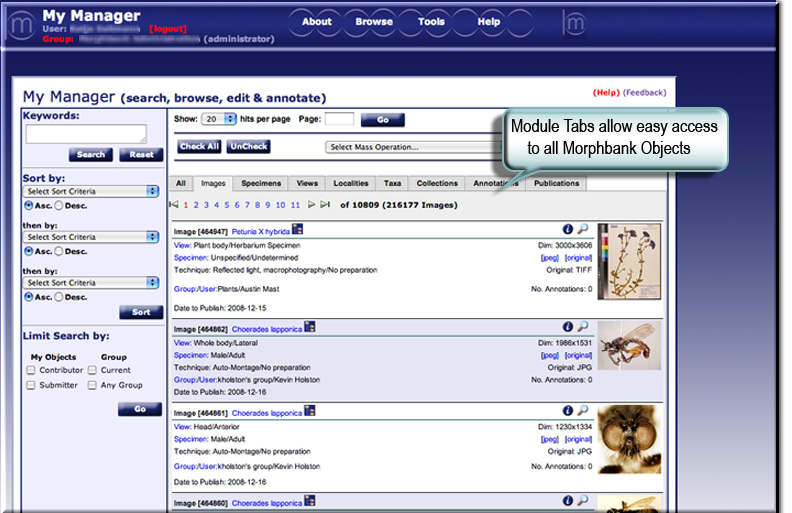 My Manager
User: [logout]
Group: (administrator)
About Browse Tools Help
My Manager (search, browse, edit & annotate)
(Help) (Feedback)
Keywords:
Search Reset
Sort by:
Select Sort Criteria
Asc. Desc.
then by:
Select Sort Criteria
Asc. Desc.
then by:
Select Sort Criteria
Asc. Desc.
Sort
Limit Search by:
My Objects Group
Contributor Current
Submitter Any Group
Go
Show: 20 hits per page Page: Go
Check All UnCheck Select Mass Operation...
Module Tabs allow easy access
to all Morphbank Objects
All Images Specimens Views Localities Taxa Collections Annotations Publications
1 2 3 4 5 6 7 8 9 10 11 of 10809 (216177 Images)
Image [464947] Petunia X hybrida
View: Plant body/Herbarium Specimen Dim: 3000x3606
Specimen: Unspecified/Undetermined [jpeg] [original]
Technique: Reflected light, macrophotography/No preparation Original: TIFF
Group:/User:Plants/Austin Mast No. Annotations: 0
Date to Publish: 2008-12-15
Image [464862] Choerades lapponica
View: Whole body/Lateral Dim: 1986x1531
Specimen: Male/Adult [jpeg] [original]
Technique: Auto-Montage/No preparation Original: JPG
Group:/User:kholston's group/Kevin Holston No. Annotations: 0
Date to Publish: 2008-12-16
Image [464861] Choerades lapponica
View: Head/Anterior Dim: 1230x1334
Specimen: Male/Adult [jpeg] [original]
Technique: Auto-Montage/No preparation Original: JPG
Group:/User:kholston's group/Kevin Holston No. Annotations: 0
Date to Publish: 2008-12-16
Image [464860] Choerades lapponica